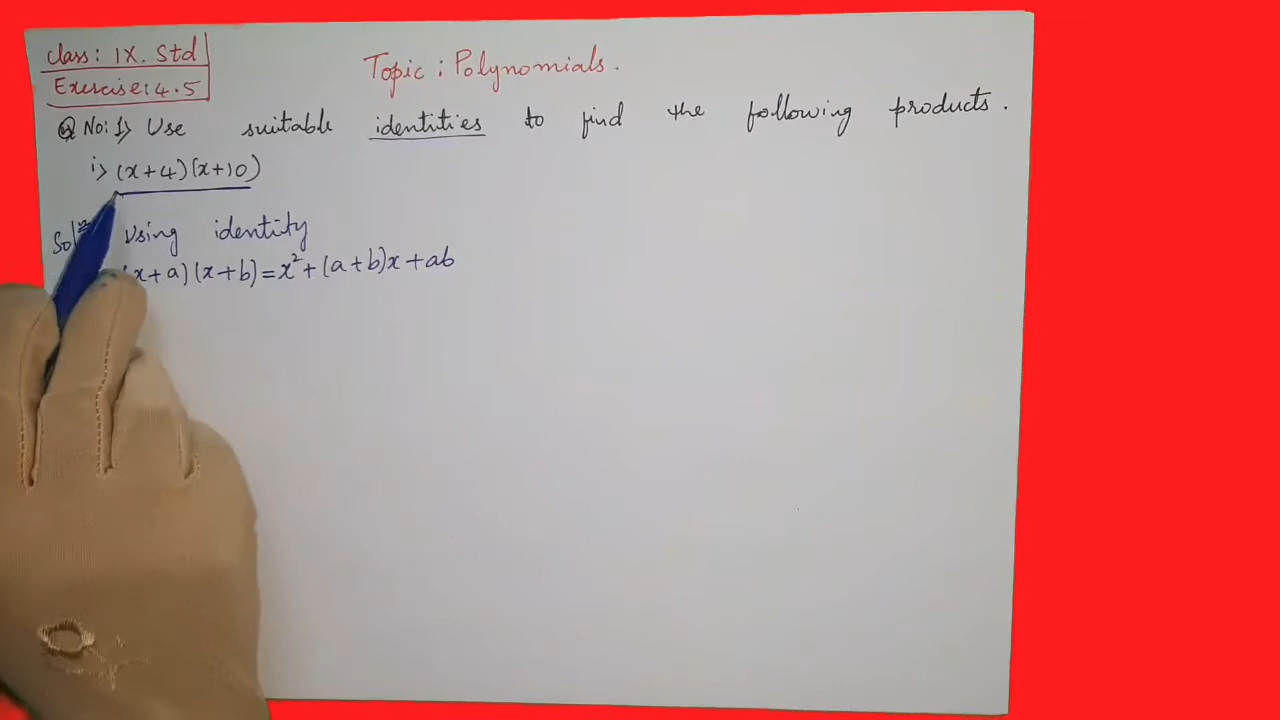 Class: IX. Std
Exercise: 4.5
Topic: Polynomials.
Q No: 1> Use suitable identities to find the following products.
i> (x+4)(x+10)
Solⁿ Using identity
(x+a)(x+b)=x²+(a+b)x+ab